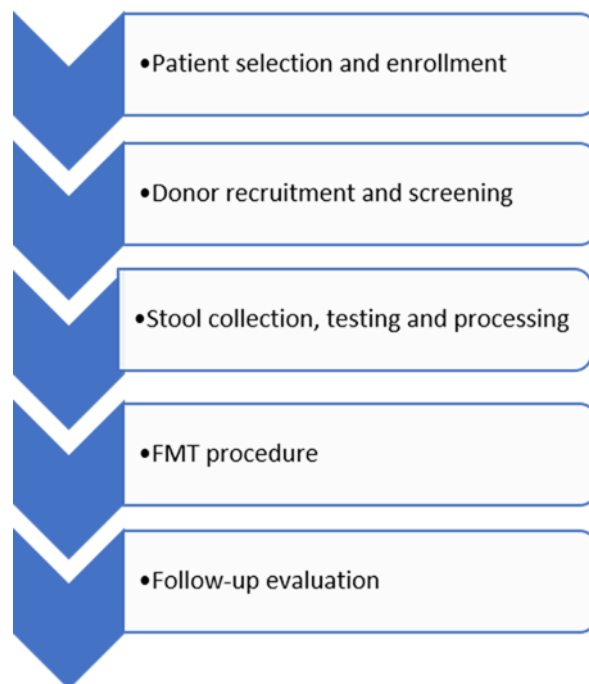 •Patient selection and enrollment
•Donor recruitment and screening
•Stool collection, testing and processing
•FMT procedure
•Follow-up evaluation